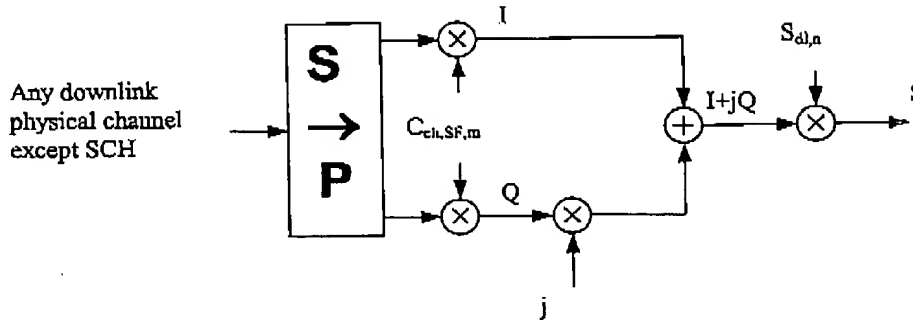 Any downlink
physical channel
except SCH
S
→
P
I
C_ch,SF,m
Q
j
I+jQ
S_dl,n
S